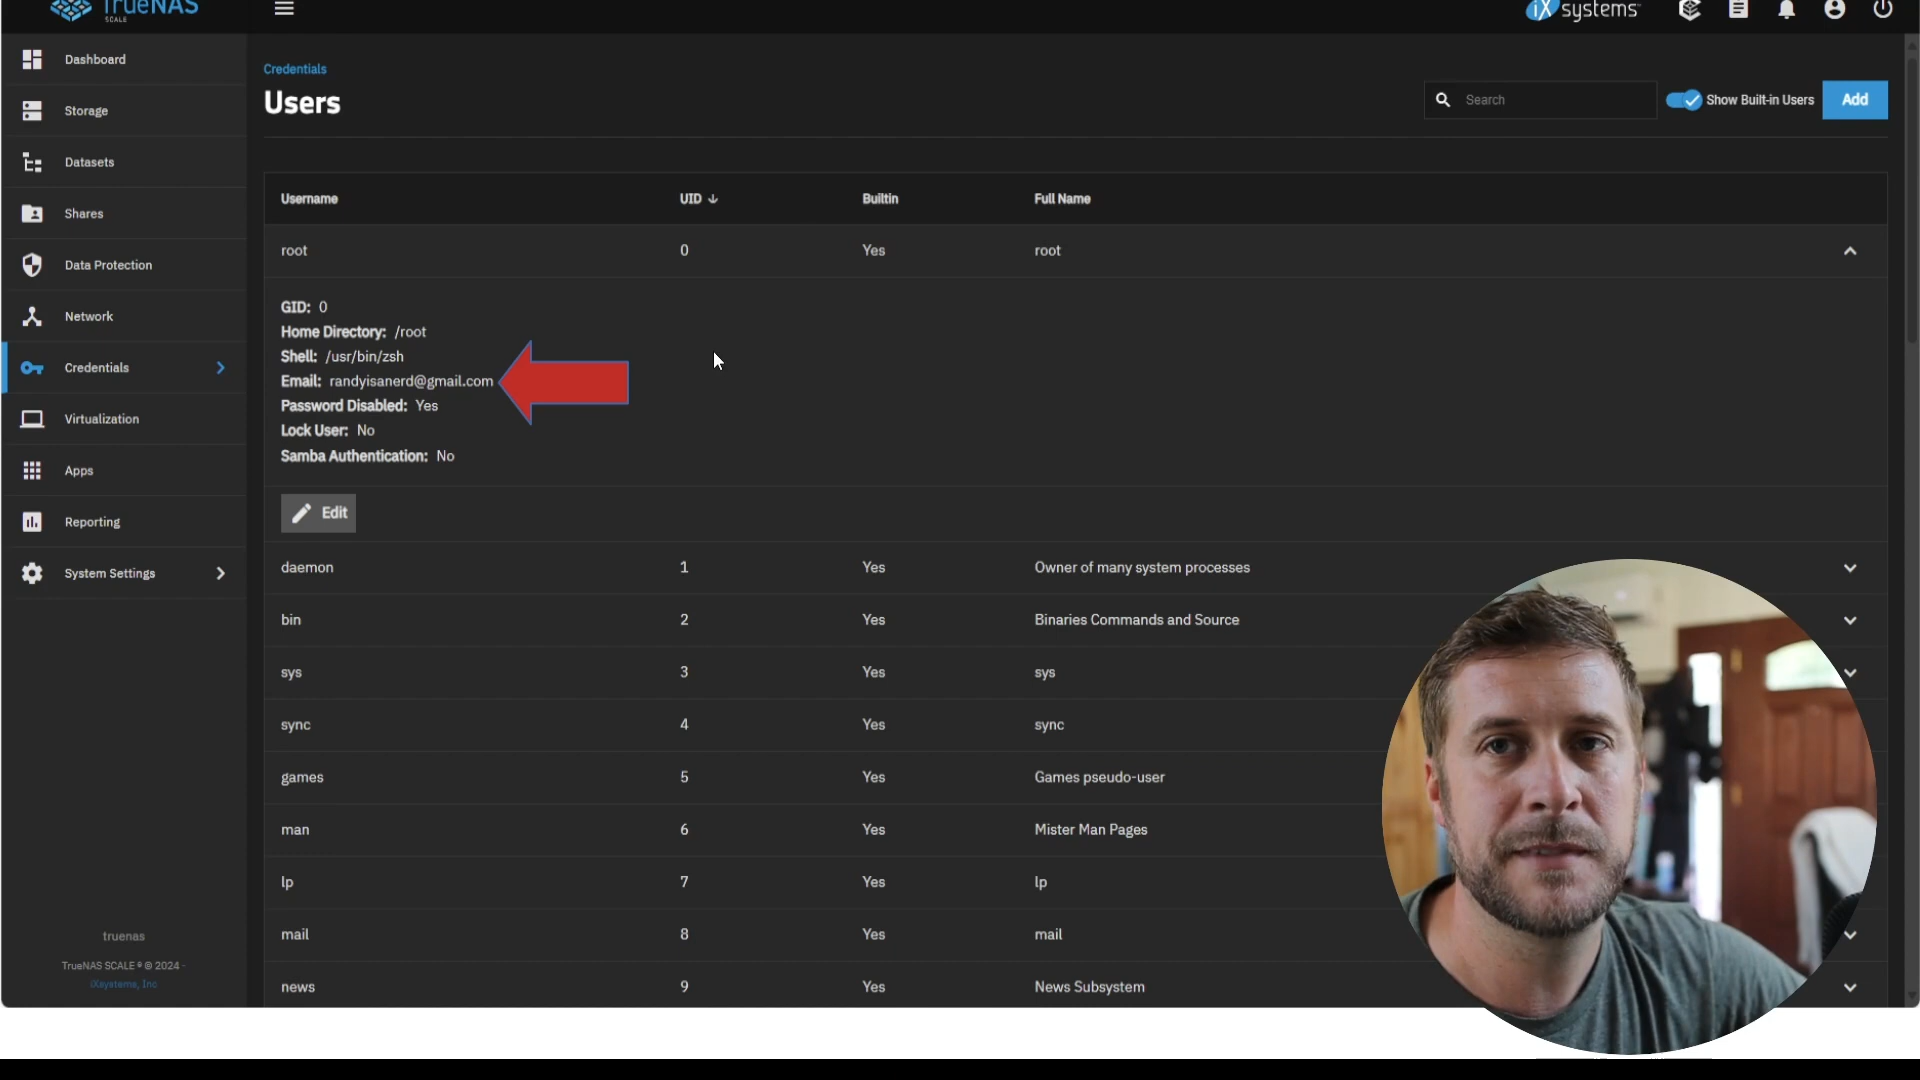 TrueNAS
SCALE
iXsystems
Dashboard
Storage
Datasets
Shares
Data Protection
Network
Credentials
Virtualization
Apps
Reporting
System Settings
truenas
TrueNAS SCALE ® © 2024 -
iXsystems, Inc
Credentials
Users
Search
Show Built-in Users
Add
Username UID Builtin Full Name
root 0 Yes root
GID: 0
Home Directory: /root
Shell: /usr/bin/zsh
Email: randyisanerd@gmail.com
Password Disabled: Yes
Lock User: No
Samba Authentication: No
Edit
daemon 1 Yes Owner of many system processes
bin 2 Yes Binaries Commands and Source
sys 3 Yes sys
sync 4 Yes sync
games 5 Yes Games pseudo-user
man 6 Yes Mister Man Pages
lp 7 Yes lp
mail 8 Yes mail
news 9 Yes News Subsystem